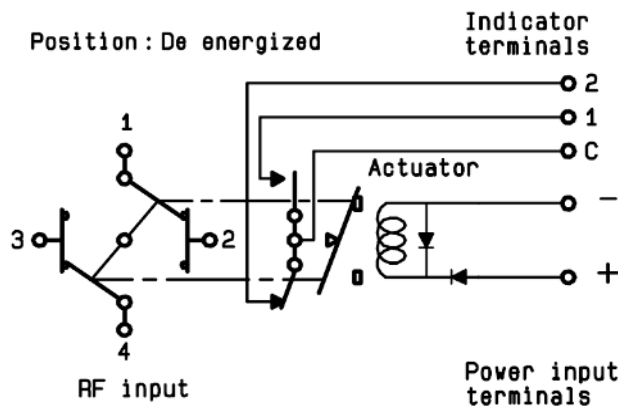 Position : De energized
Indicator
terminals
2
1
C
1
Actuator
3
2
-
+
4
RF input
Power input
terminals